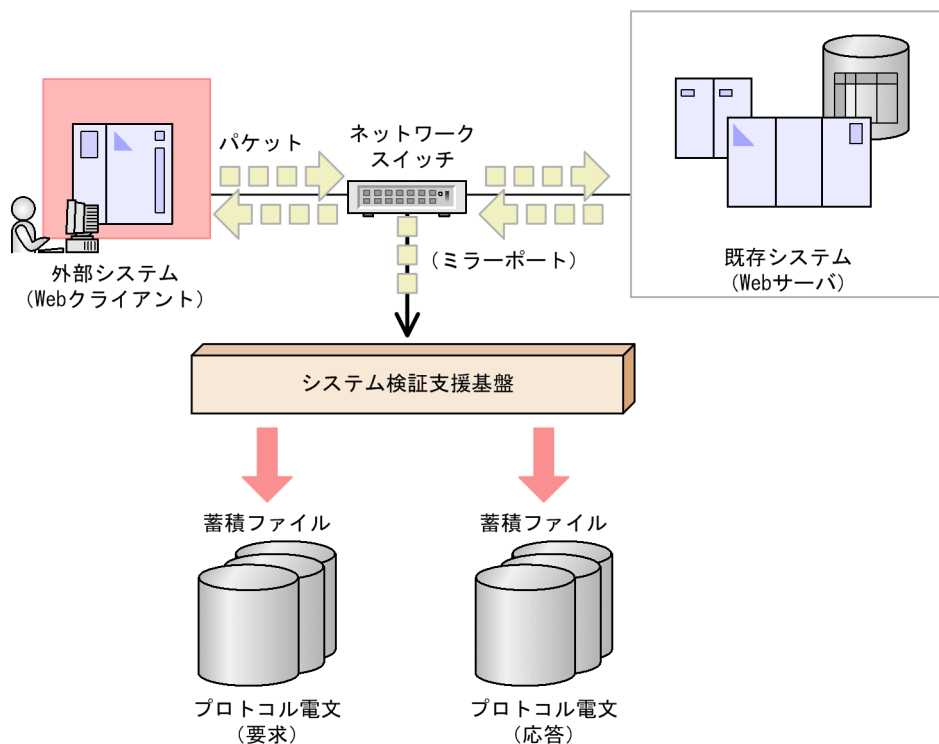 パケット
ネットワーク
スイッチ
(ミラーポート)
外部システム
(Webクライアント)
既存システム
(Webサーバ)
システム検証支援基盤
蓄積ファイル
蓄積ファイル
プロトコル電文
(要求)
プロトコル電文
(応答)